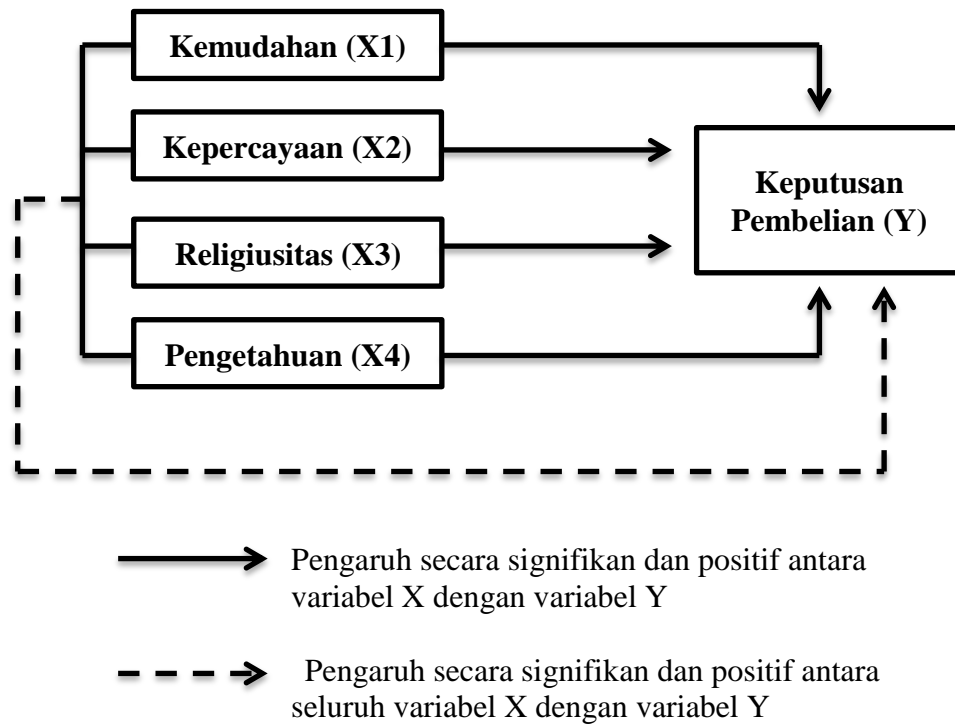 Kemudahan (X1)
Kepercayaan (X2)
Religiusitas (X3)
Pengetahuan (X4)
Keputusan
Pembelian (Y)
Pengaruh secara signifikan dan positif antara
variabel X dengan variabel Y
Pengaruh secara signifikan dan positif antara
seluruh variabel X dengan variabel Y